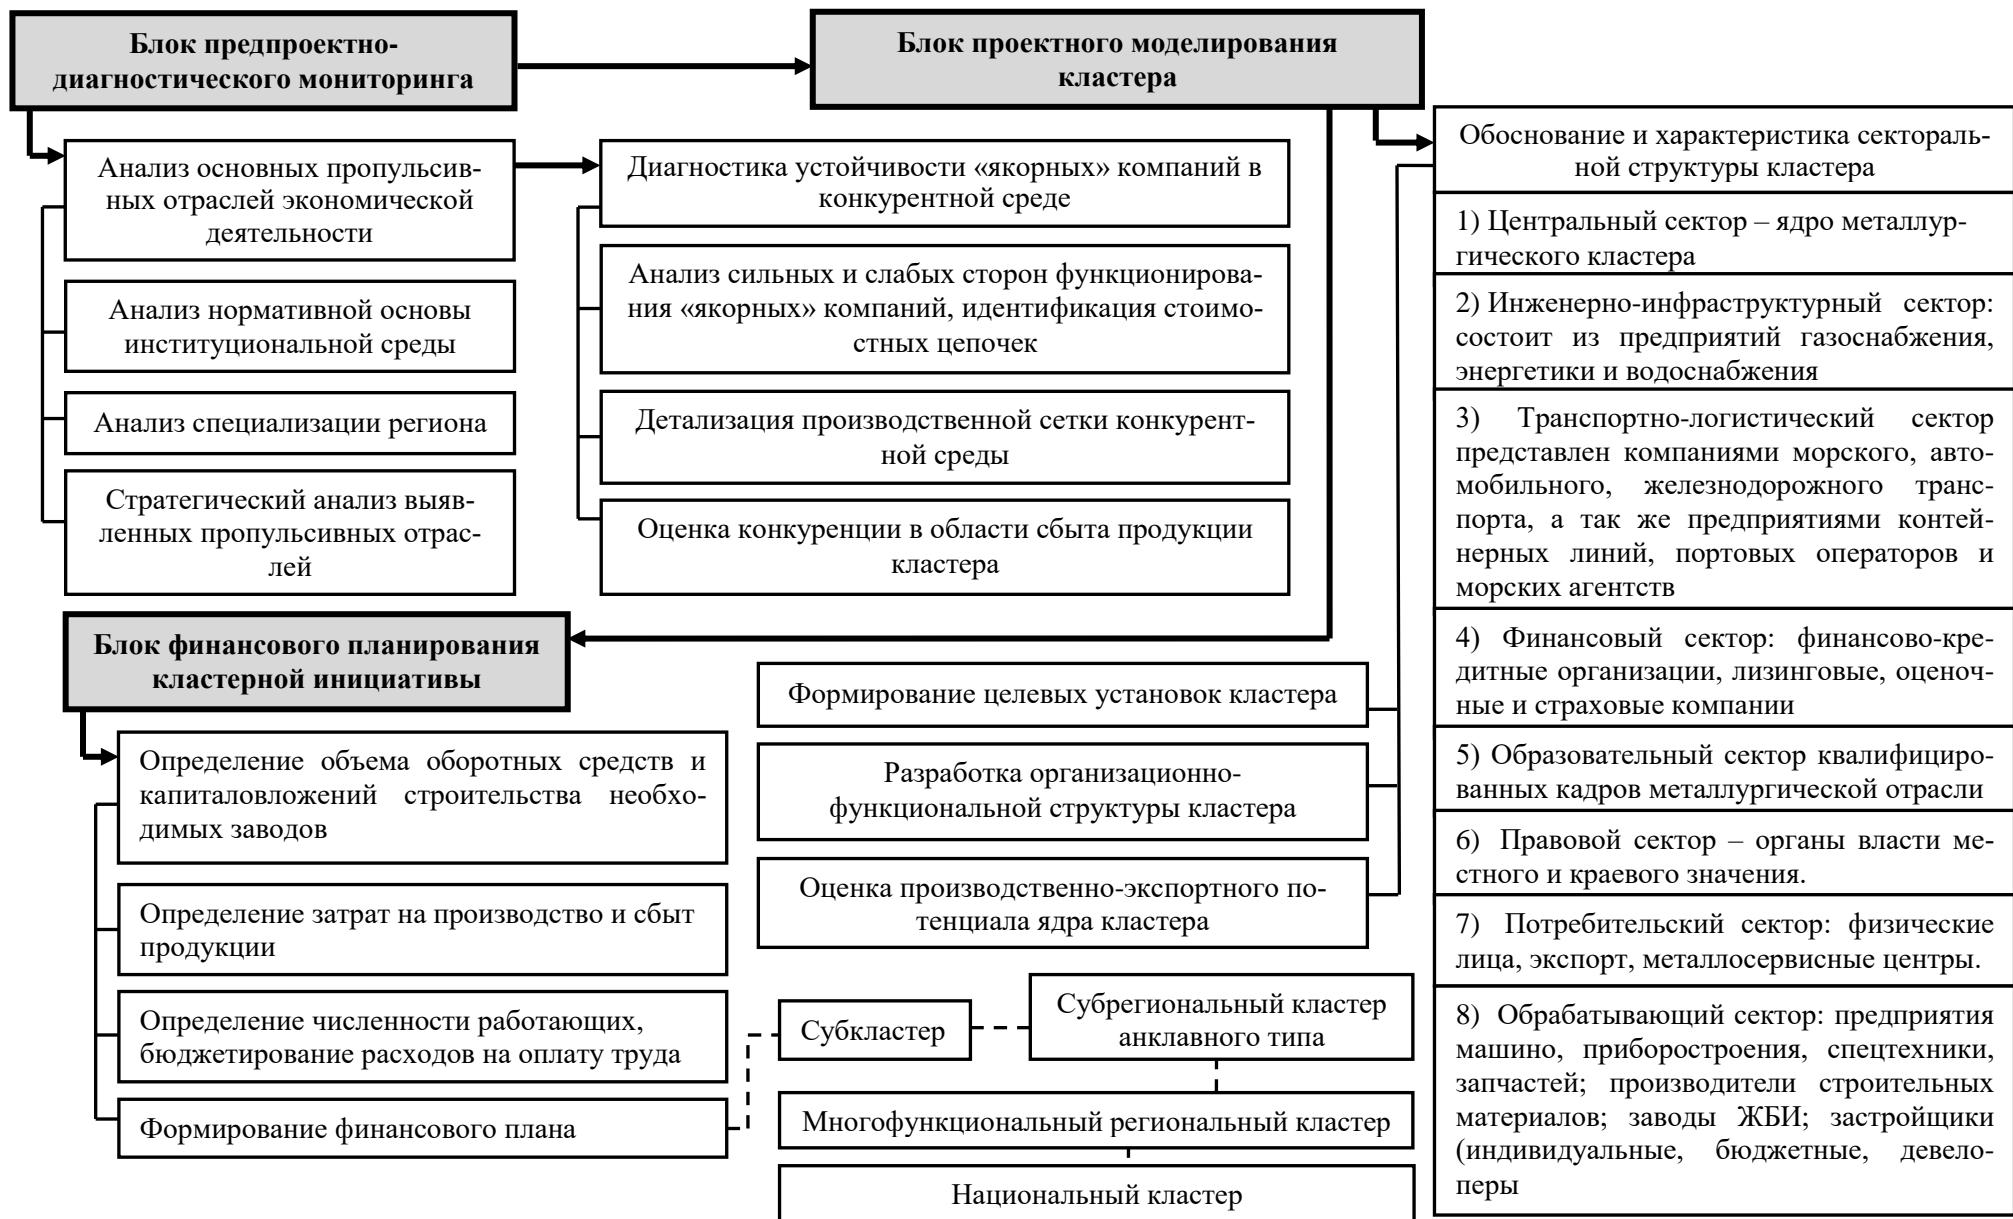 Блок предпроектно-
диагностического мониторинга
Блок проектного моделирования
кластера
Анализ основных пропульсив-
ных отраслей экономической
деятельности
Анализ нормативной основы
институциональной среды
Анализ специализации региона
Стратегический анализ выяв-
ленных пропульсивных отрас-
лей
Диагностика устойчивости «якорных» компаний в
конкурентной среде
Анализ сильных и слабых сторон функционирова-
ния «якорных» компаний, идентификация стоимо-
стных цепочек
Детализация производственной сетки конкурент-
ной среды
Оценка конкуренции в области сбыта продукции
кластера
Обоснование и характеристика сектораль-
ной структуры кластера
1) Центральный сектор – ядро металлур-
гического кластера
2) Инженерно-инфраструктурный сектор:
состоит из предприятий газоснабжения,
энергетики и водоснабжения
3) Транспортно-логистический сектор
представлен компаниями морского, авто-
мобильного, железнодорожного транс-
порта, а так же предприятиями контей-
нерных линий, портовых операторов и
морских агентств
4) Финансовый сектор: финансово-кре-
дитные организации, лизинговые, оценоч-
ные и страховые компании
5) Образовательный сектор квалифициро-
ванных кадров металлургической отрасли
6) Правовой сектор – органы власти ме-
стного и краевого значения.
7) Потребительский сектор: физические
лица, экспорт, металлосервисные центры.
8) Обрабатывающий сектор: предприятия
машино, приборостроения, спецтехники,
запчастей; производители строительных
материалов; заводы ЖБИ; застройщики
(индивидуальные, бюджетные, девело-
перы
Блок финансового планирования
кластерной инициативы
Определение объема оборотных средств и
капиталовложений строительства необхо-
димых заводов
Определение затрат на производство и сбыт
продукции
Определение численности работающих,
бюджетирование расходов на оплату труда
Формирование финансового плана
Формирование целевых установок кластера
Разработка организационно-
функциональной структуры кластера
Оценка производственно-экспортного по-
тенциала ядра кластера
Субкластер
Субрегиональный кластер
анклавного типа
Многофункциональный региональный кластер
Национальный кластер